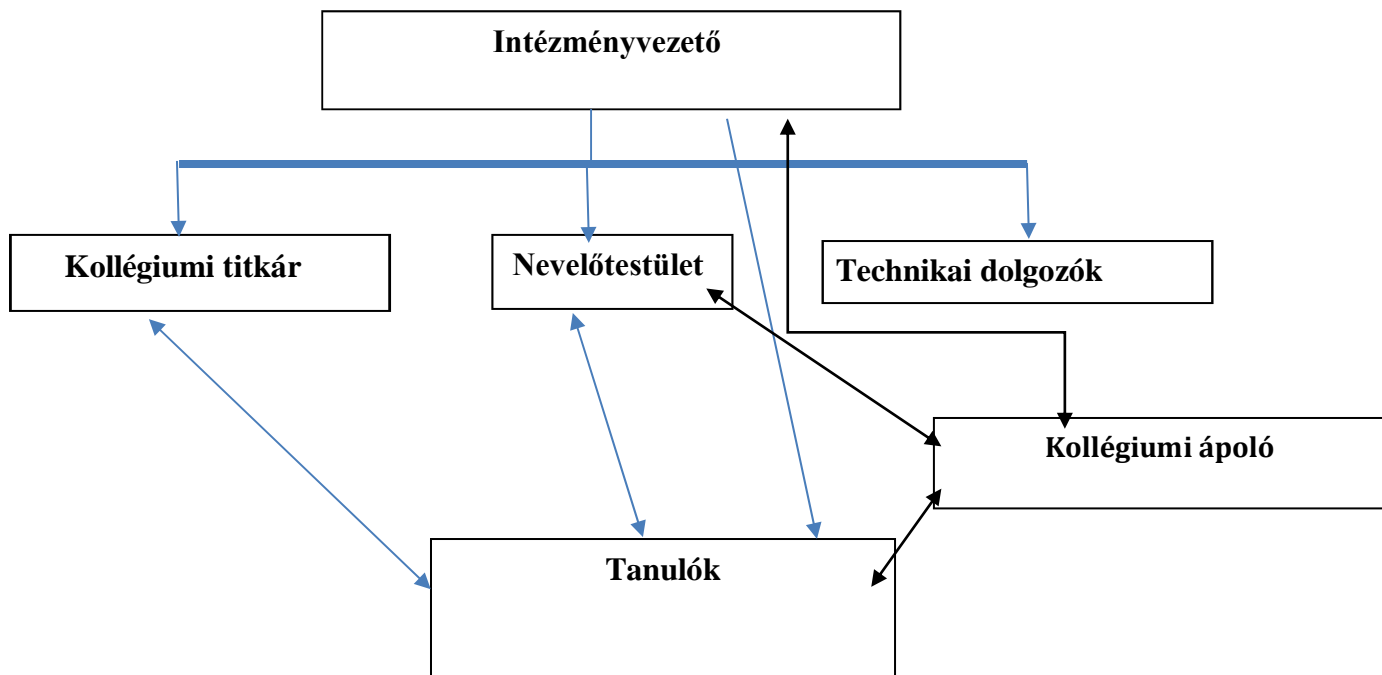 Intézményvezető
Kollégiumi titkár
Nevelőtestület
Technikai dolgozók
Kollégiumi ápoló
Tanulók